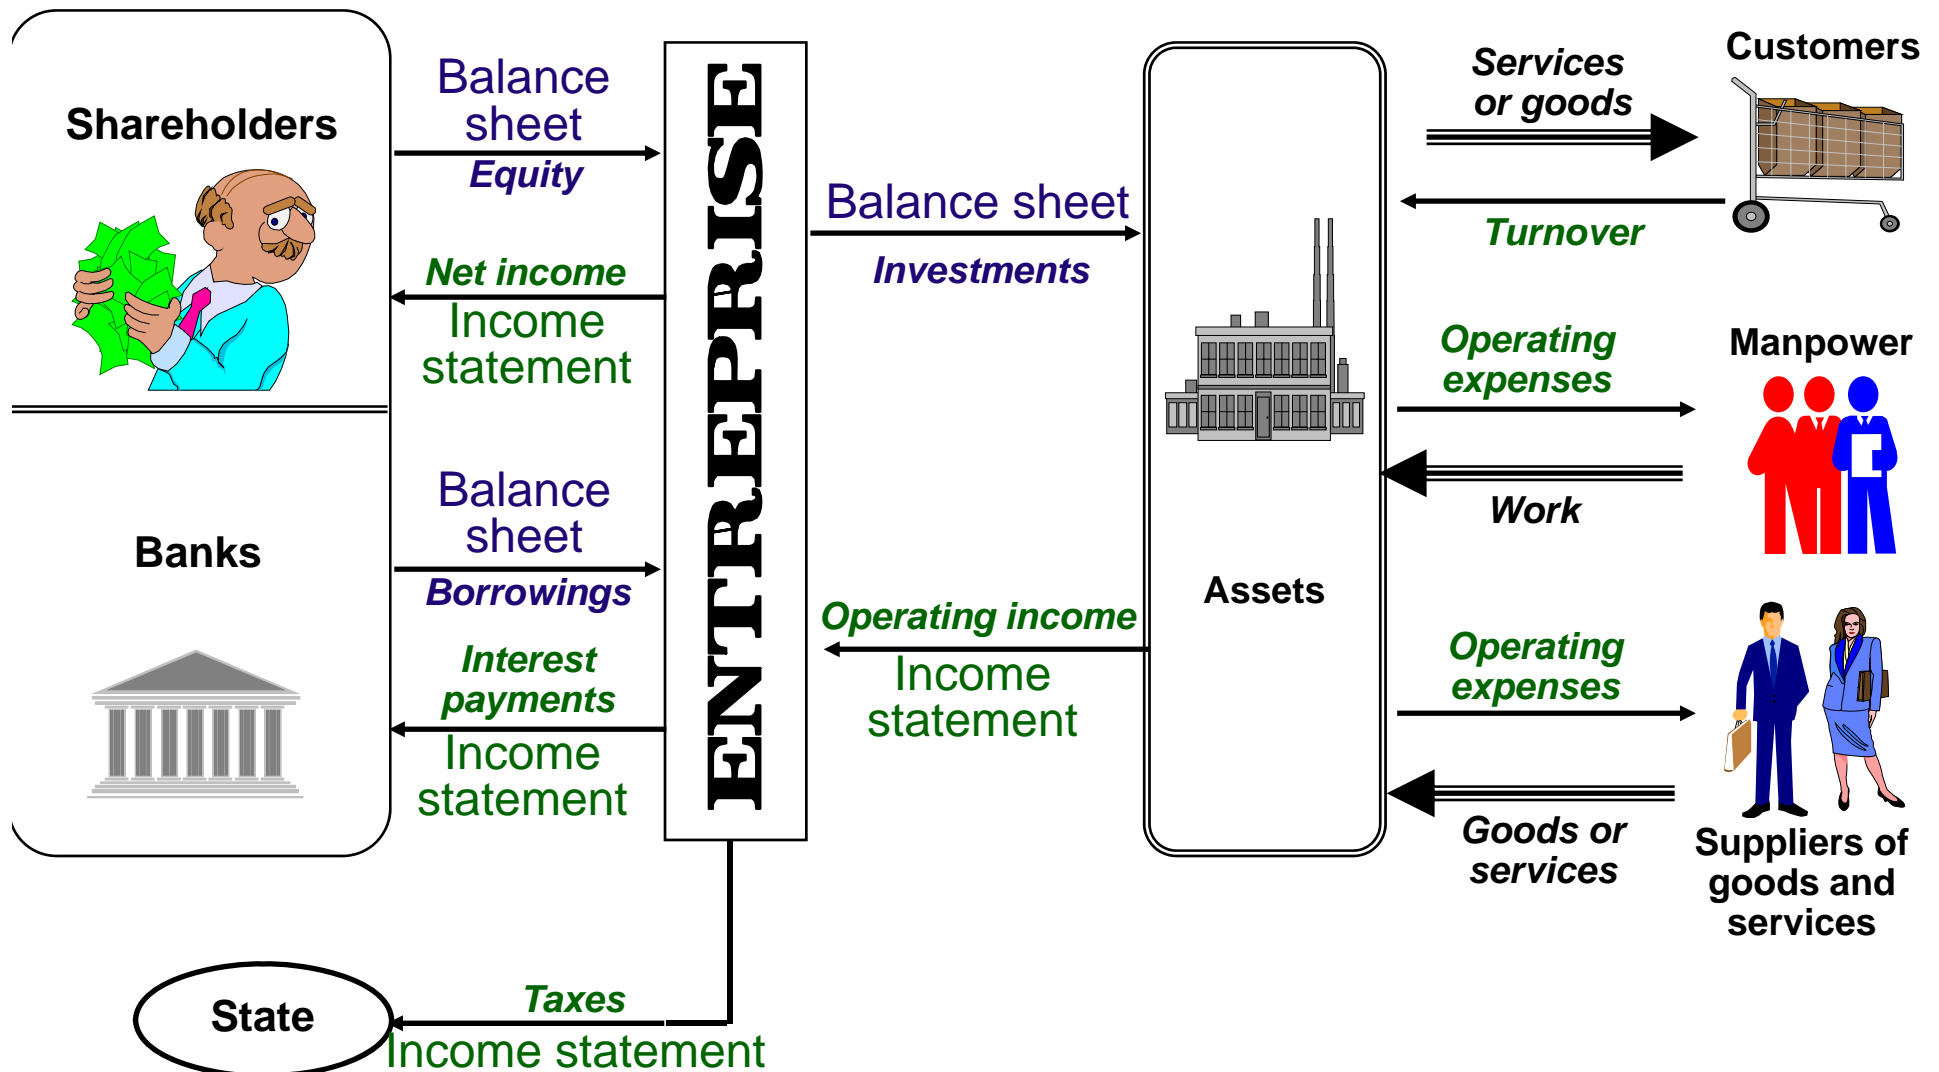 Shareholders
Balance
sheet
Equity
Net income
Income
statement
Banks
Balance
sheet
Borrowings
Interest
payments
Income
statement
State
Taxes
Income statement
ENTREPRISE
Balance sheet
Investments
Operating income
Income
statement
Assets
Services
or goods
Customers
Turnover
Operating
expenses
Manpower
Work
Operating
expenses
Goods or
services
Suppliers of
goods and
services